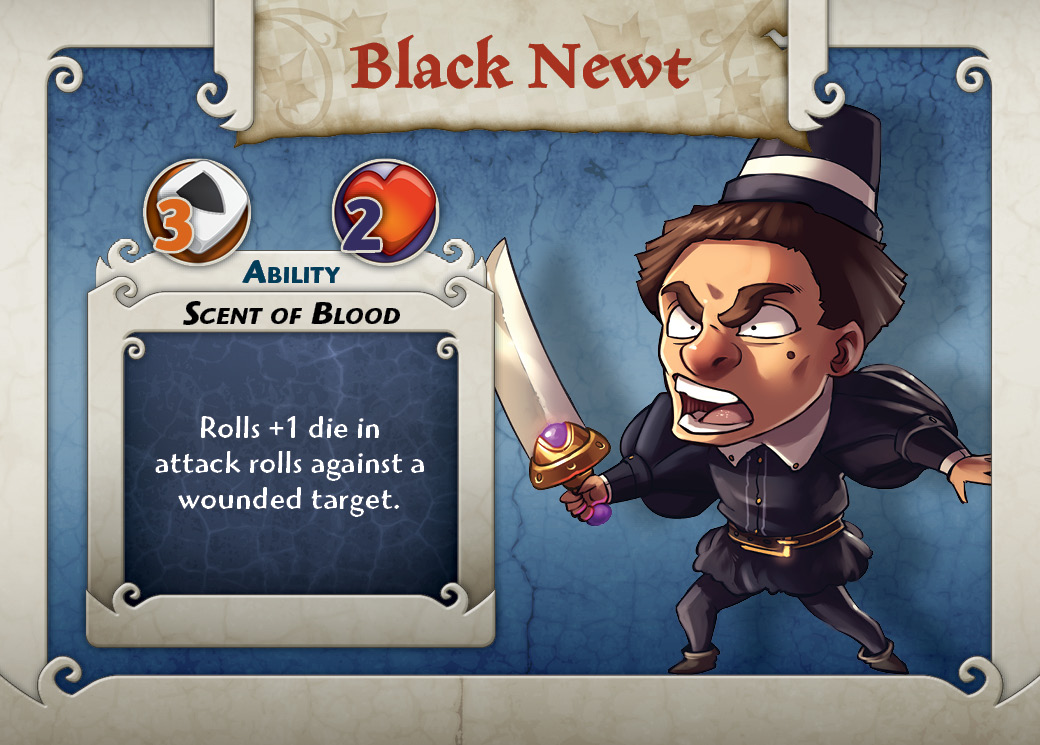 Black Newt
3
2
Ability
Scent of Blood
Rolls +1 die in
attack rolls against a
wounded target.